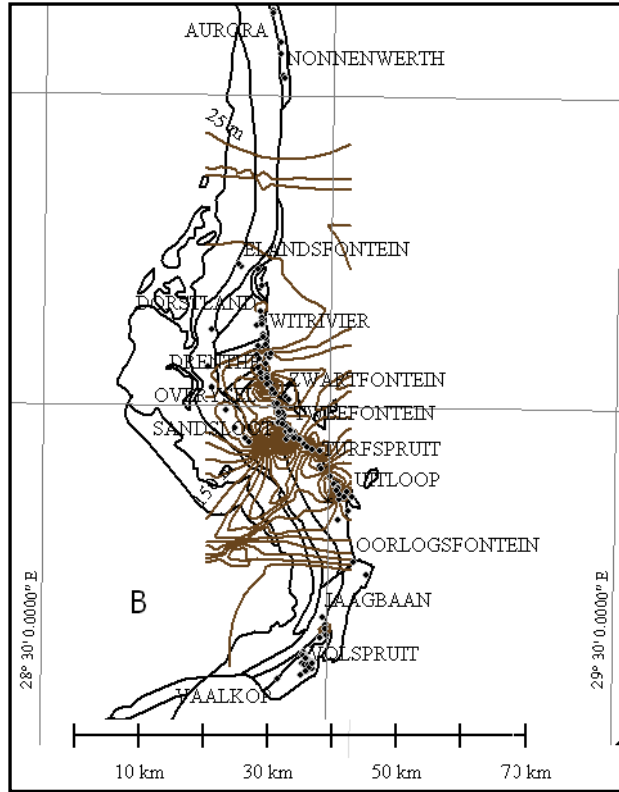 AURORA
NONNENWERTH
25 m
ELANDSFONTEIN
DORSTLAND
WITRIVIER
DRENTHE
ZWARTFONTEIN
OVERYSEL
TWEEFONTEIN
SANDSLOOT
TURFSPRUIT
UITLOOP
50 m
OORLOGSFONTEIN
B
JAAGBAAN
VOLSPRUIT
HAALKOP
28° 30' 0.0000" E
29° 30' 0.0000" E
10 km 30 km 50 km 70 km